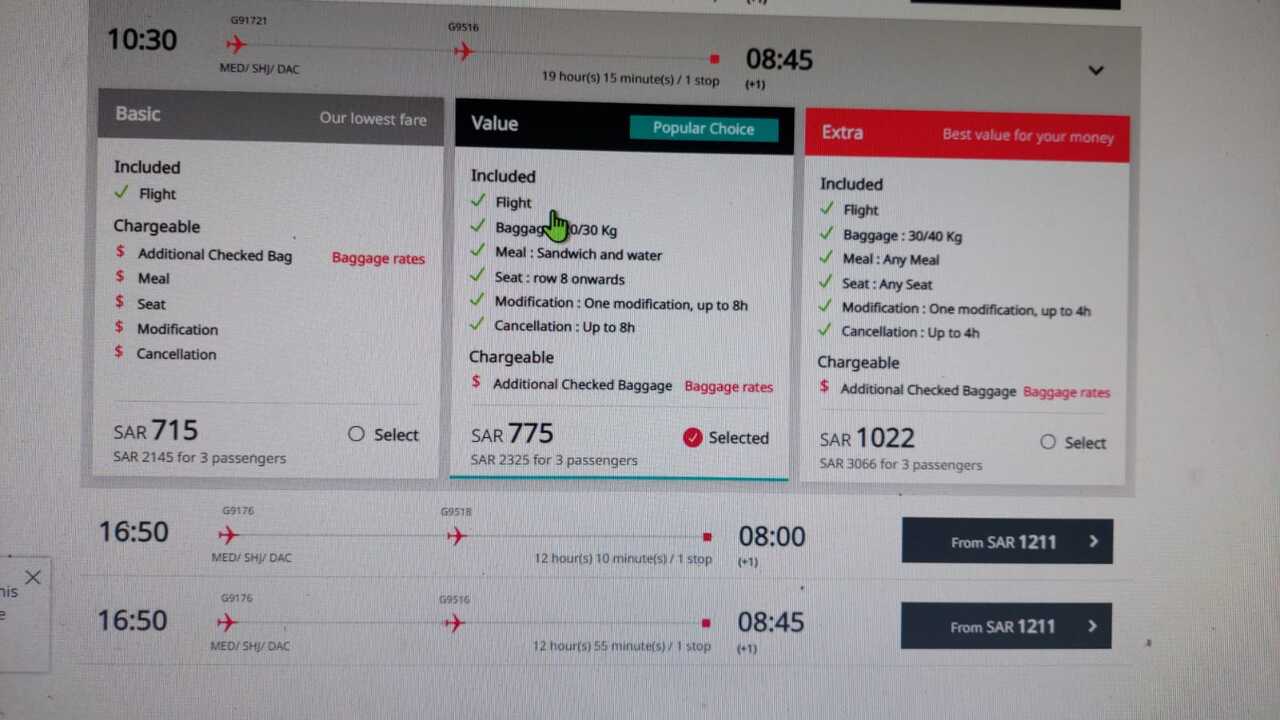 (+1)
G91721 G9516
10:30 08:45
MED/ SHJ/ DAC 19 hour(s) 15 minute(s) / 1 stop (+1)
Basic Our lowest fare
Included
Flight
Chargeable
$ Additional Checked Bag Baggage rates
$ Meal
$ Seat
$ Modification
$ Cancellation
SAR 715 Select
SAR 2145 for 3 passengers
Value Popular Choice
Included
Flight
0/30 Kg
Meal : Sandwich and water
Seat : row 8 onwards
Modification : One modification, up to 8h
Cancellation : Up to 8h
Chargeable
$ Additional Checked Baggage Baggage rates
SAR 775 Selected
SAR 2325 for 3 passengers
Extra Best value for your money
Included
Flight
Baggage : 30/40 Kg
Meal : Any Meal
Seat : Any Seat
Modification : One modification, up to 4h
Cancellation : Up to 4h
Chargeable
$ Additional Checked Baggage Baggage rates
SAR 1022 Select
SAR 3066 for 3 passengers
G9176 G9518
16:50 08:00 From SAR 1211
MED/ SHJ/ DAC 12 hour(s) 10 minute(s) / 1 stop (+1)
G9176 G9516
16:50 08:45 From SAR 1211
MED/ SHJ/ DAC 12 hour(s) 55 minute(s) / 1 stop (+1)